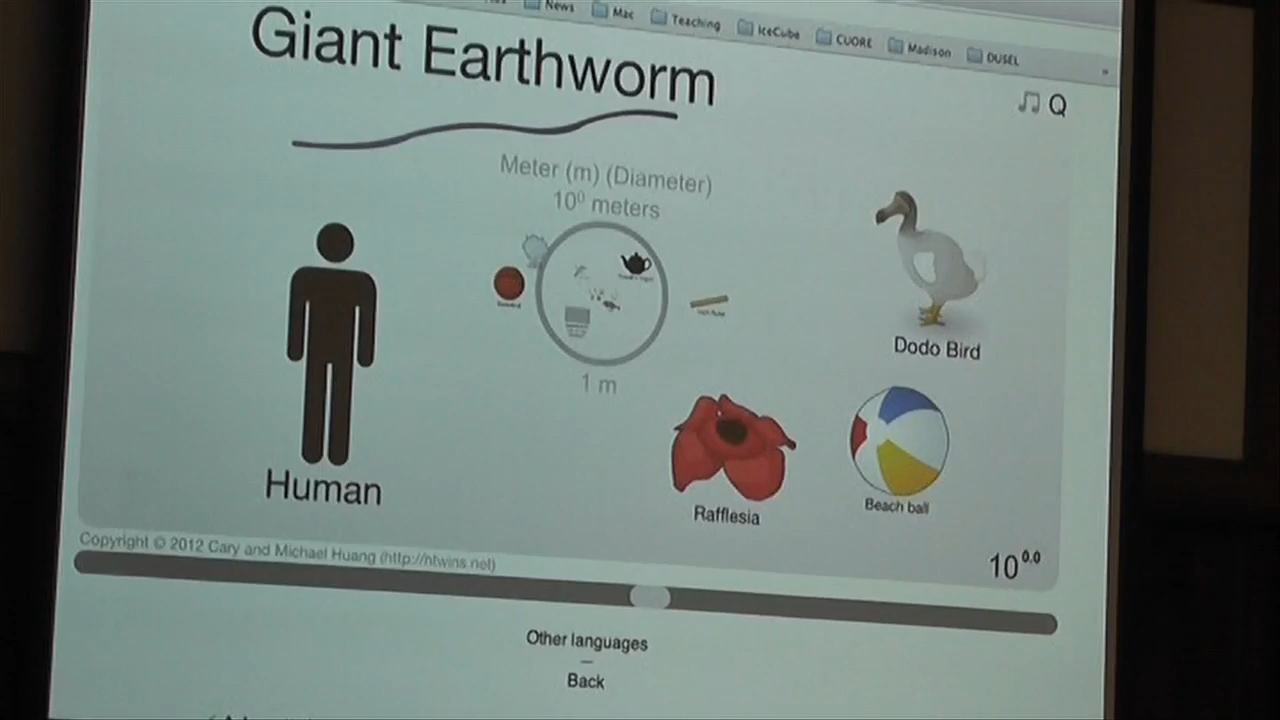 News Mac Teaching IceCube CUORE Madison DUSEL »
Giant Earthworm
Q
Meter (m) (Diameter)
10⁰ meters
1 m
Dodo Bird
Human
Rafflesia
Beach ball
Copyright © 2012 Cary and Michael Huang (http://htwins.net)
10⁰·⁰
Other languages
Back